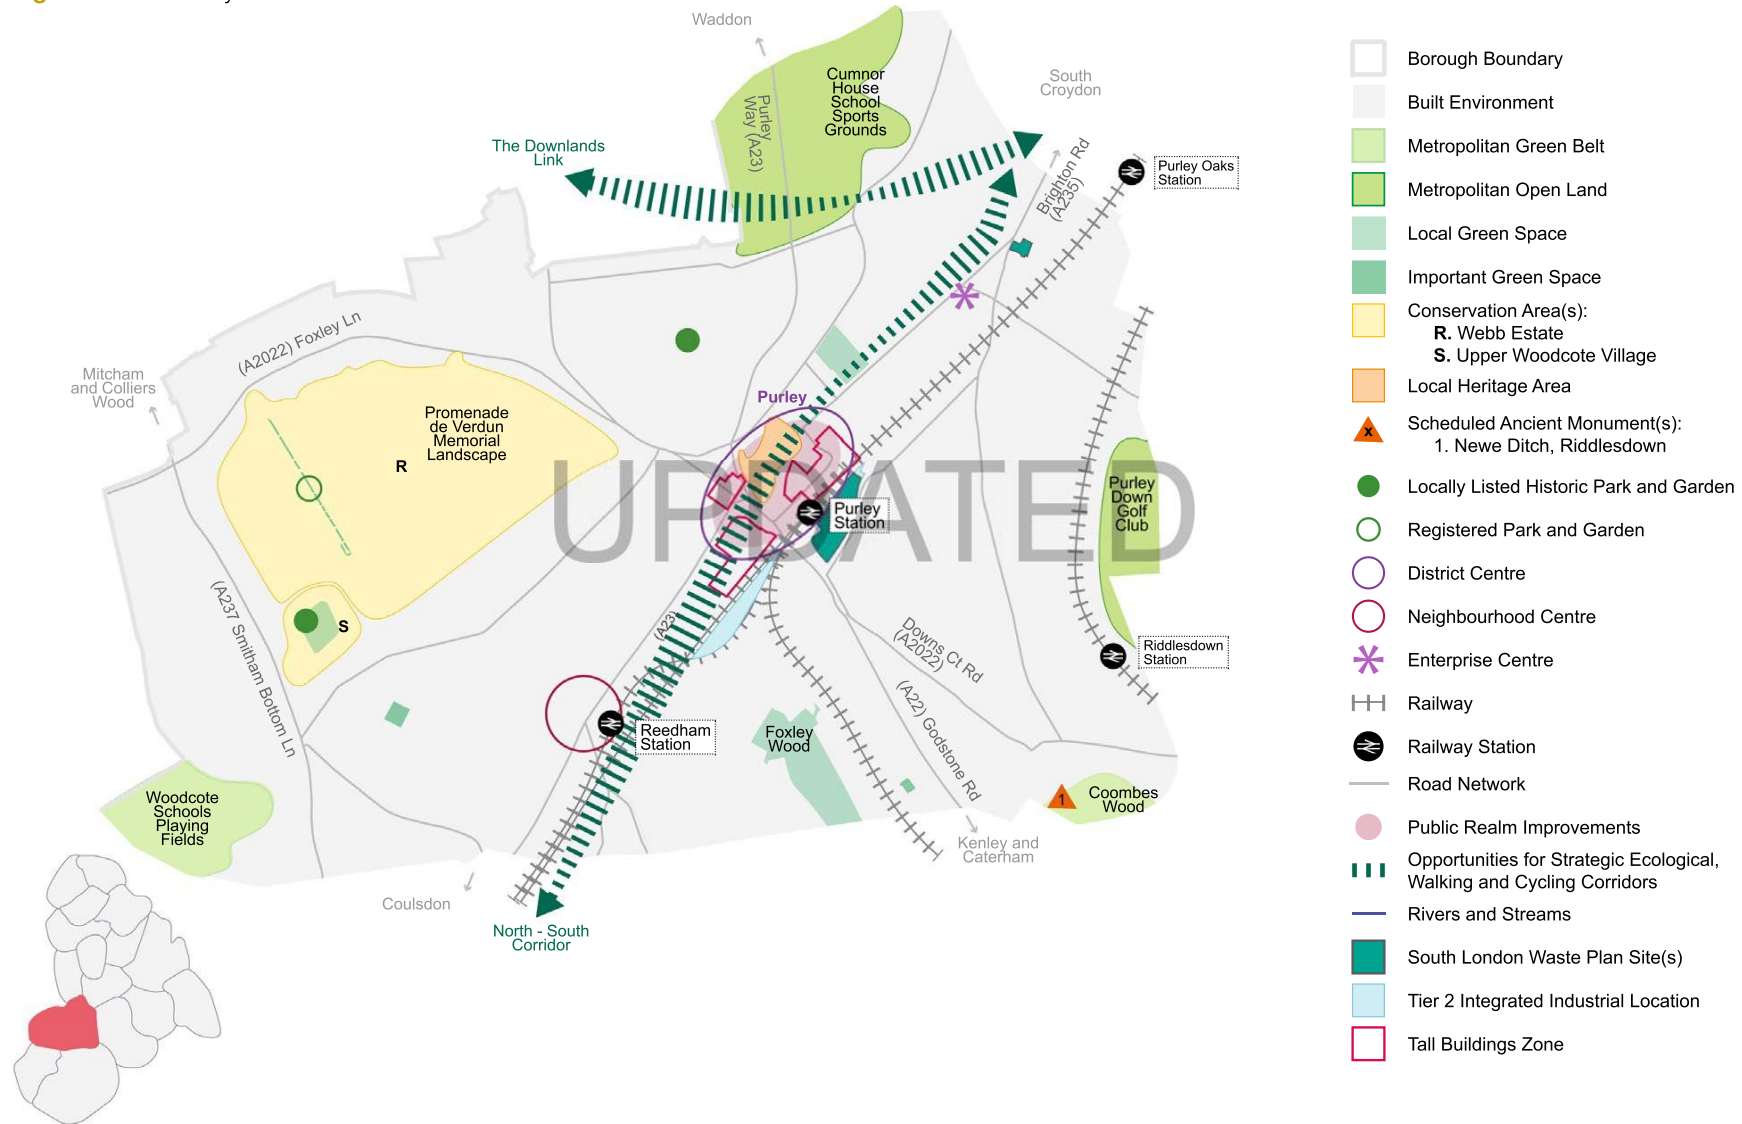 Waddon
Cumnor
House
School
Sports
Grounds
South
Croydon
Purley
Way (A23)
The Downlands
Link
Brighton Rd
(A235)
Purley Oaks
Station
(A2022) Foxley Ln
Mitcham
and Colliers
Wood
Promenade
de Verdun
Memorial
Landscape
R
Purley
UPDATED
Purley
Station
Purley
Down
Golf
Club
(A237 Smitham Bottom Ln
S
(A23)
Downs Ct Rd
(A2022)
Riddlesdown
Station
(A22) Godstone Rd
Reedham
Station
Foxley
Wood
Woodcote
Schools
Playing
Fields
1
Coombes
Wood
Kenley and
Caterham
Coulsdon
North - South
Corridor
Borough Boundary
Built Environment
Metropolitan Green Belt
Metropolitan Open Land
Local Green Space
Important Green Space
Conservation Area(s):
R. Webb Estate
S. Upper Woodcote Village
Local Heritage Area
x
Scheduled Ancient Monument(s):
1. Newe Ditch, Riddlesdown
Locally Listed Historic Park and Garden
Registered Park and Garden
District Centre
Neighbourhood Centre
Enterprise Centre
Railway
Railway Station
Road Network
Public Realm Improvements
Opportunities for Strategic Ecological,
Walking and Cycling Corridors
Rivers and Streams
South London Waste Plan Site(s)
Tier 2 Integrated Industrial Location
Tall Buildings Zone